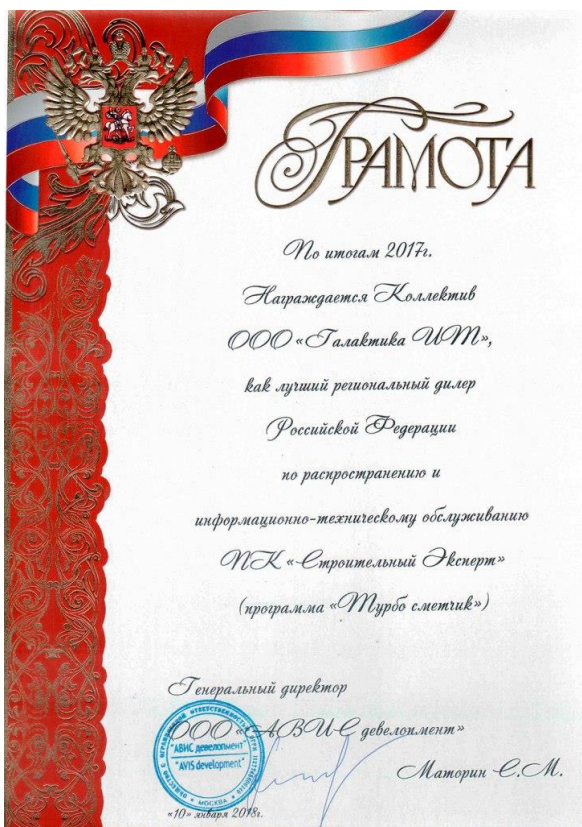 Грамота
По итогам 2017г.
Награждается Коллектив
ООО «Галактика ИТ»,
как лучший региональный дилер
Российской Федерации
по распространению и
информационно-техническому обслуживанию
ПК «Строительный Эксперт»
(программа «Турбо сметчик»)
Генеральный директор
ООО «АВИС девелопмент»
"АВИС девелопмент"
"AVIS development"
МОСКВА
Маторин С.М.
«10» января 2018г.